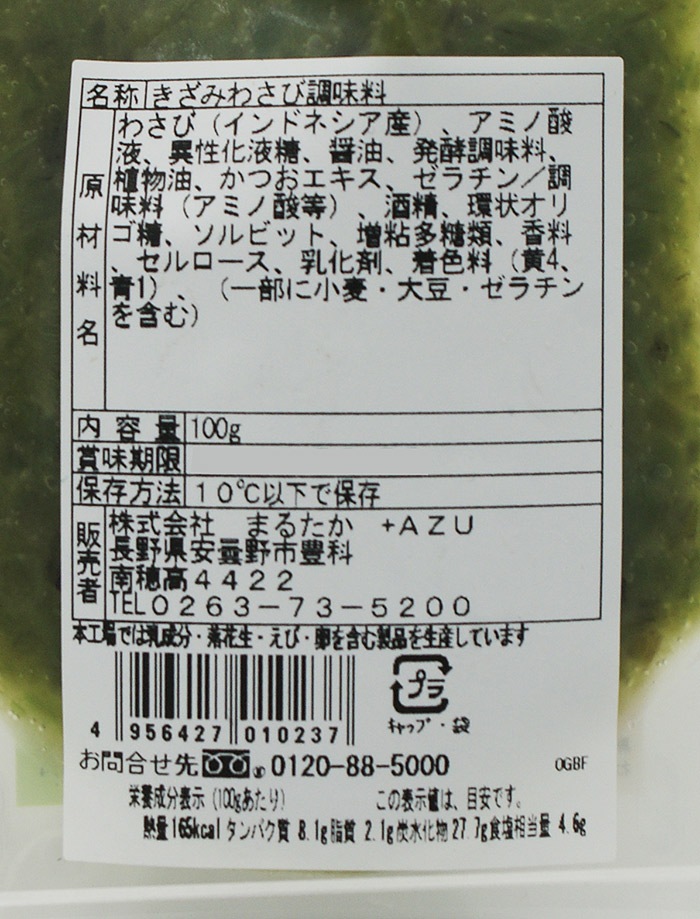 名称 きざみわさび調味料
原材料名 わさび（インドネシア産）、アミノ酸
液、異性化液糖、醤油、発酵調味料、
植物油、かつおエキス、ゼラチン／調
味料（アミノ酸等）、酒精、環状オリ
ゴ糖、ソルビット、増粘多糖類、香料
、セルロース、乳化剤、着色料（黄4、
青1）、（一部に小麦・大豆・ゼラチン
を含む）
内容量 100g
賞味期限
保存方法 １０℃以下で保存
販売者 株式会社　まるたか　+ＡＺＵ
長野県安曇野市豊科
南穂高４４２２
TEL０２６３－７３－５２００
本工場では乳成分・落花生・えび・卵を含む製品を生産しています
プラ
キャップ・袋
4 956427 010237
お問合せ先 0120-88-5000 OGBF
栄養成分表示（100gあたり） この表示値は、目安です。
熱量165kcal タンパク質 8.1g 脂質 2.1g 炭水化物 27.7g 食塩相当量 4.6g